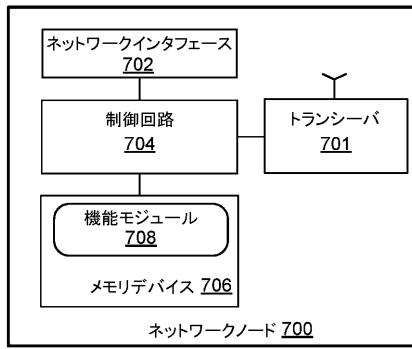 ネットワークインタフェース
702
制御回路
704
トランシーバ
701
機能モジュール
708
メモリデバイス 706
ネットワークノード 700